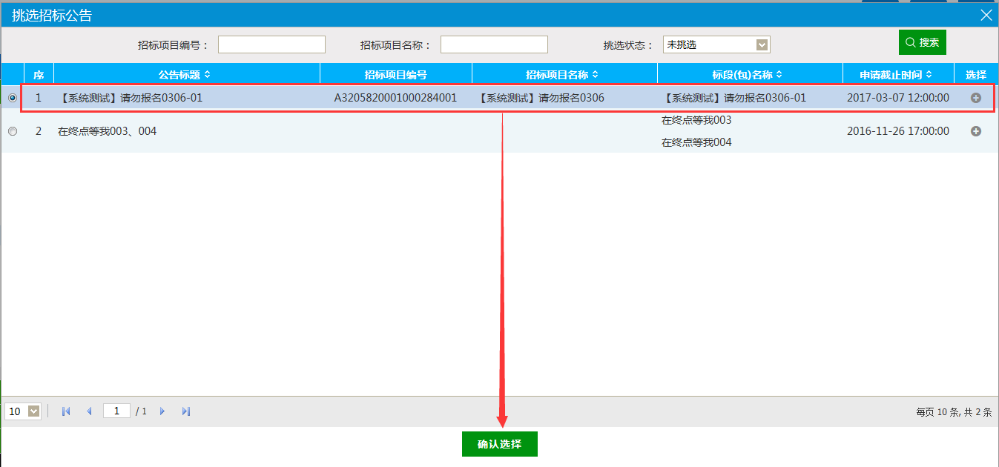 挑选招标公告
招标项目编号： 招标项目名称： 挑选状态： 未挑选 搜索
序 公告标题 招标项目编号 招标项目名称 标段(包)名称 申请截止时间 选择
1 【系统测试】请勿报名0306-01 A3205820001000284001 【系统测试】请勿报名0306 【系统测试】请勿报名0306-01 2017-03-07 12:00:00
在终点等我003
2 在终点等我003、004 2016-11-26 17:00:00
在终点等我004
10 1 / 1 每页 10 条, 共 2 条
确认选择